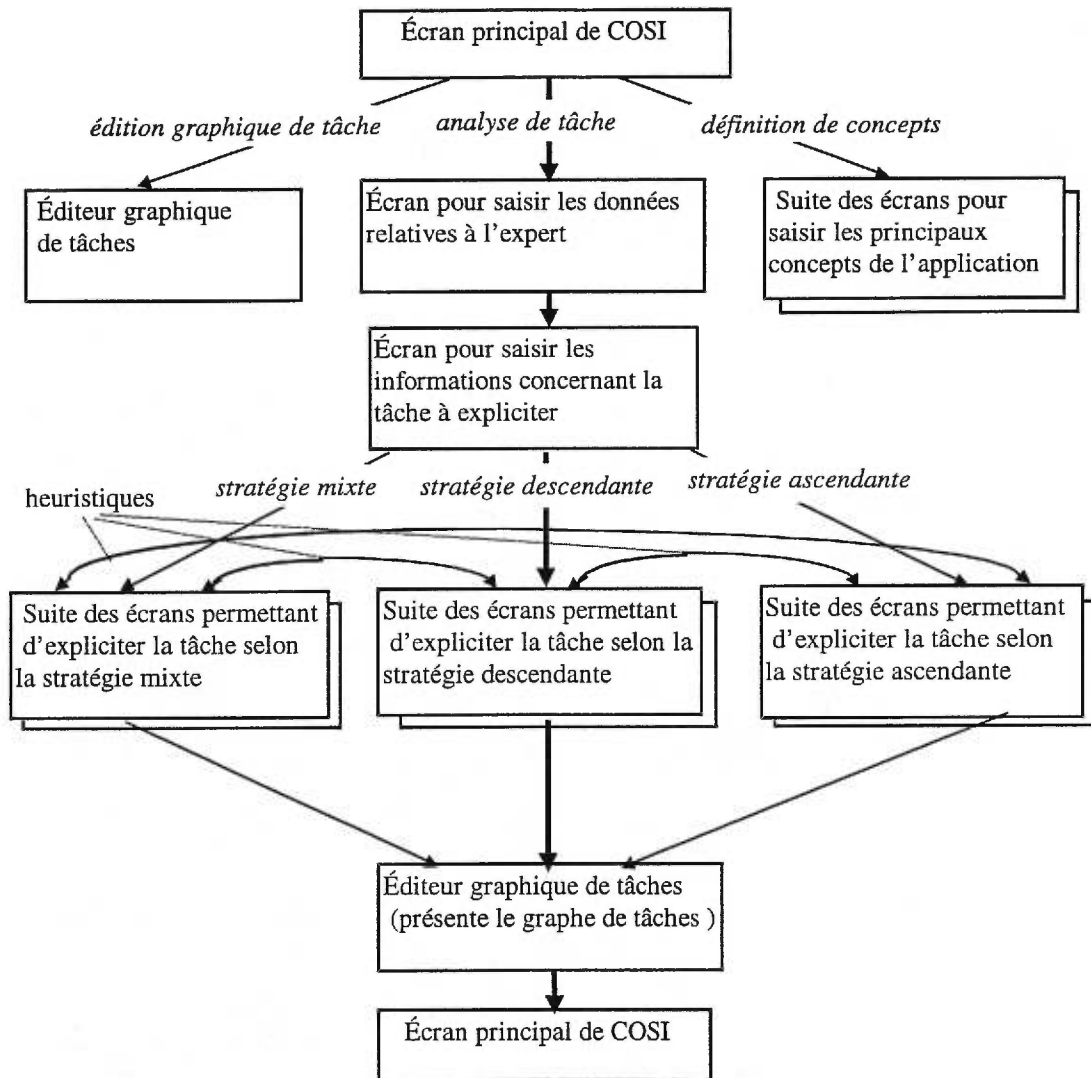 Écran principal de COSI
édition graphique de tâche
analyse de tâche
définition de concepts
Éditeur graphique
de tâches
Écran pour saisir les données
relatives à l'expert
Suite des écrans pour
saisir les principaux
concepts de l'application
Écran pour saisir les
informations concernant la
tâche à expliciter
heuristiques
stratégie mixte
stratégie descendante
stratégie ascendante
Suite des écrans permettant
d'expliciter la tâche selon
la stratégie mixte
Suite des écrans permettant
d'expliciter la tâche selon la
stratégie descendante
Suite des écrans permettant
d'expliciter la tâche selon
la stratégie ascendante
Éditeur graphique de tâches
(présente le graphe de tâches )
Écran principal de COSI